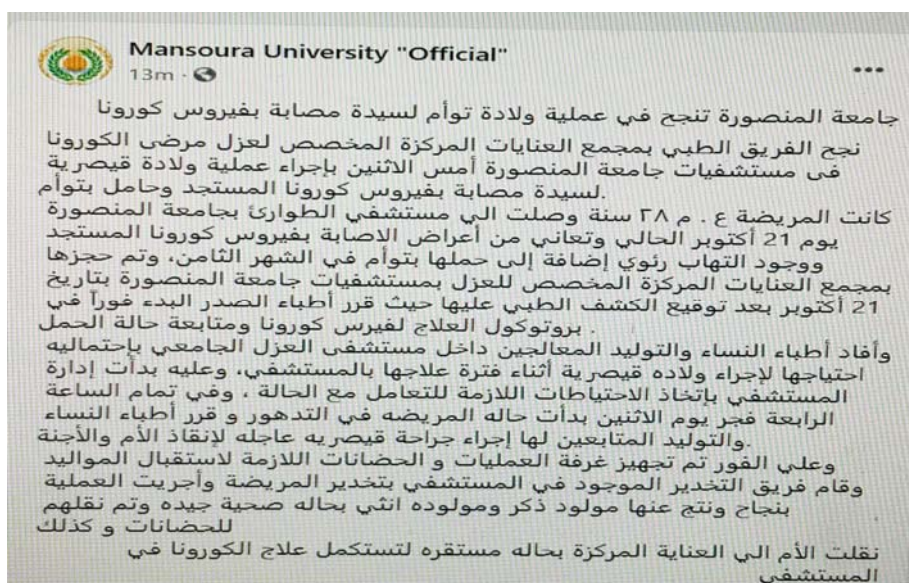 Mansoura University "Official"
13m ·
جامعة المنصورة تنجح في عملية ولادة توأم لسيدة مصابة بفيروس كورونا
نجح الفريق الطبي بمجمع العنايات المركزة المخصص لعزل مرضى الكورونا
فى مستشفيات جامعة المنصورة أمس الاثنين بإجراء عملية ولادة قيصرية
لسيدة مصابة بفيروس كورونا المستجد وحامل بتوأم.
كانت المريضة ع . م ٢٨ سنة وصلت الي مستشفي الطوارئ بجامعة المنصورة
يوم 21 أكتوبر الحالي وتعاني من أعراض الاصابة بفيروس كورونا المستجد
ووجود التهاب رئوي إضافة إلى حملها بتوأم في الشهر الثامن، وتم حجزها
بمجمع العنايات المركزة المخصص للعزل بمستشفيات جامعة المنصورة بتاريخ
21 أكتوبر بعد توقيع الكشف الطبي عليها حيث قرر أطباء الصدر البدء فوراً في
بروتوكول العلاج لفيرس كورونا ومتابعة حالة الحمل .
وأفاد أطباء النساء والتوليد المعالجين داخل مستشفى العزل الجامعي بإحتماليه
احتياجها لإجراء ولاده قيصرية أثناء فترة علاجها بالمستشفي، وعليه بدأت إدارة
المستشفي بإتخاذ الاحتياطات اللازمة للتعامل مع الحالة ، وفي تمام الساعة
الرابعة فجر يوم الاثنين بدأت حاله المريضه في التدهور و قرر أطباء النساء
والتوليد المتابعين لها إجراء جراحة قيصريه عاجله لإنقاذ الأم والأجنة.
وعلي الفور تم تجهيز غرفة العمليات و الحضانات اللازمة لاستقبال المواليد
وقام فريق التخدير الموجود في المستشفي بتخدير المريضة وأجريت العملية
بنجاح ونتج عنها مولود ذكر ومولوده انثي بحاله صحية جيده وتم نقلهم
للحضانات و كذلك
نقلت الأم الي العناية المركزة بحاله مستقره لتستكمل علاج الكورونا في
المستشفي